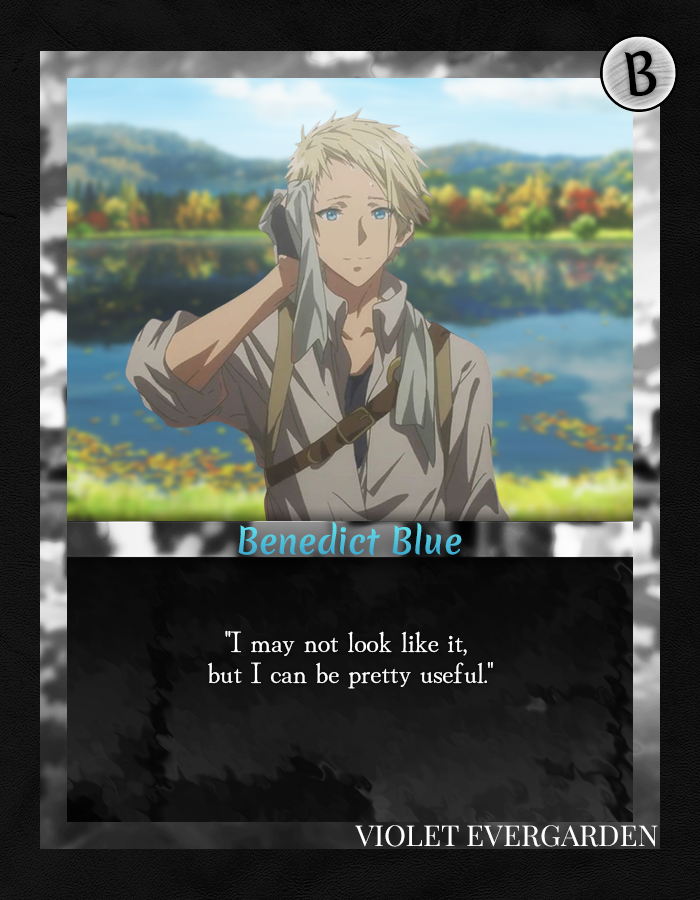 B
Benedict Blue
"I may not look like it,
but I can be pretty useful."
VIOLET EVERGARDEN